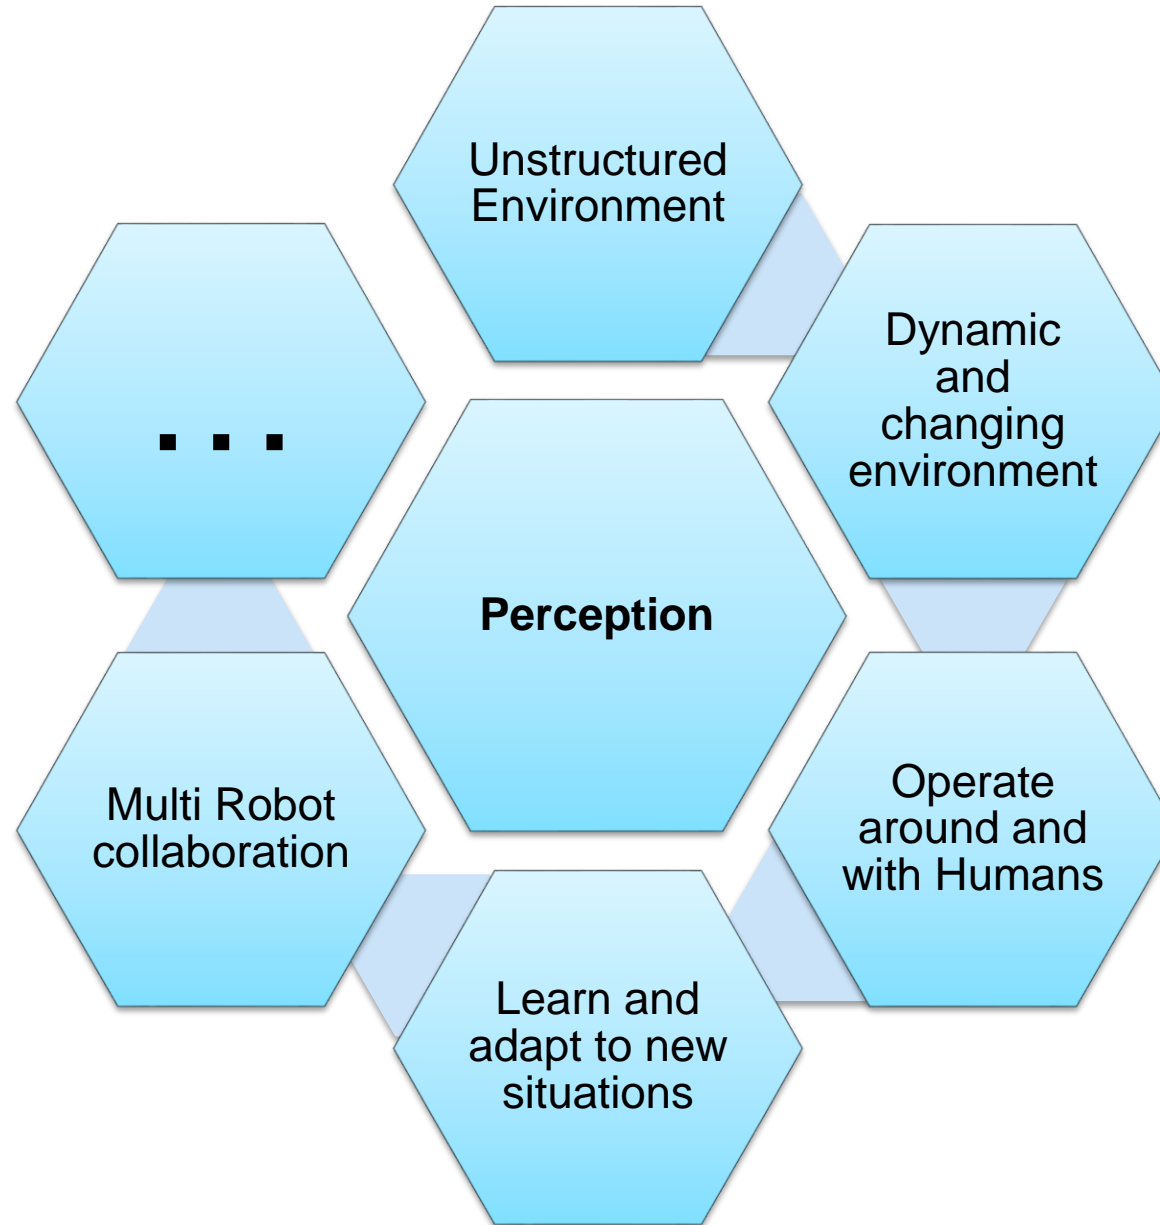 Unstructured
Environment
Dynamic
and
changing
environment
. . .
Perception
Operate
around and
with Humans
Multi Robot
collaboration
Learn and
adapt to new
situations